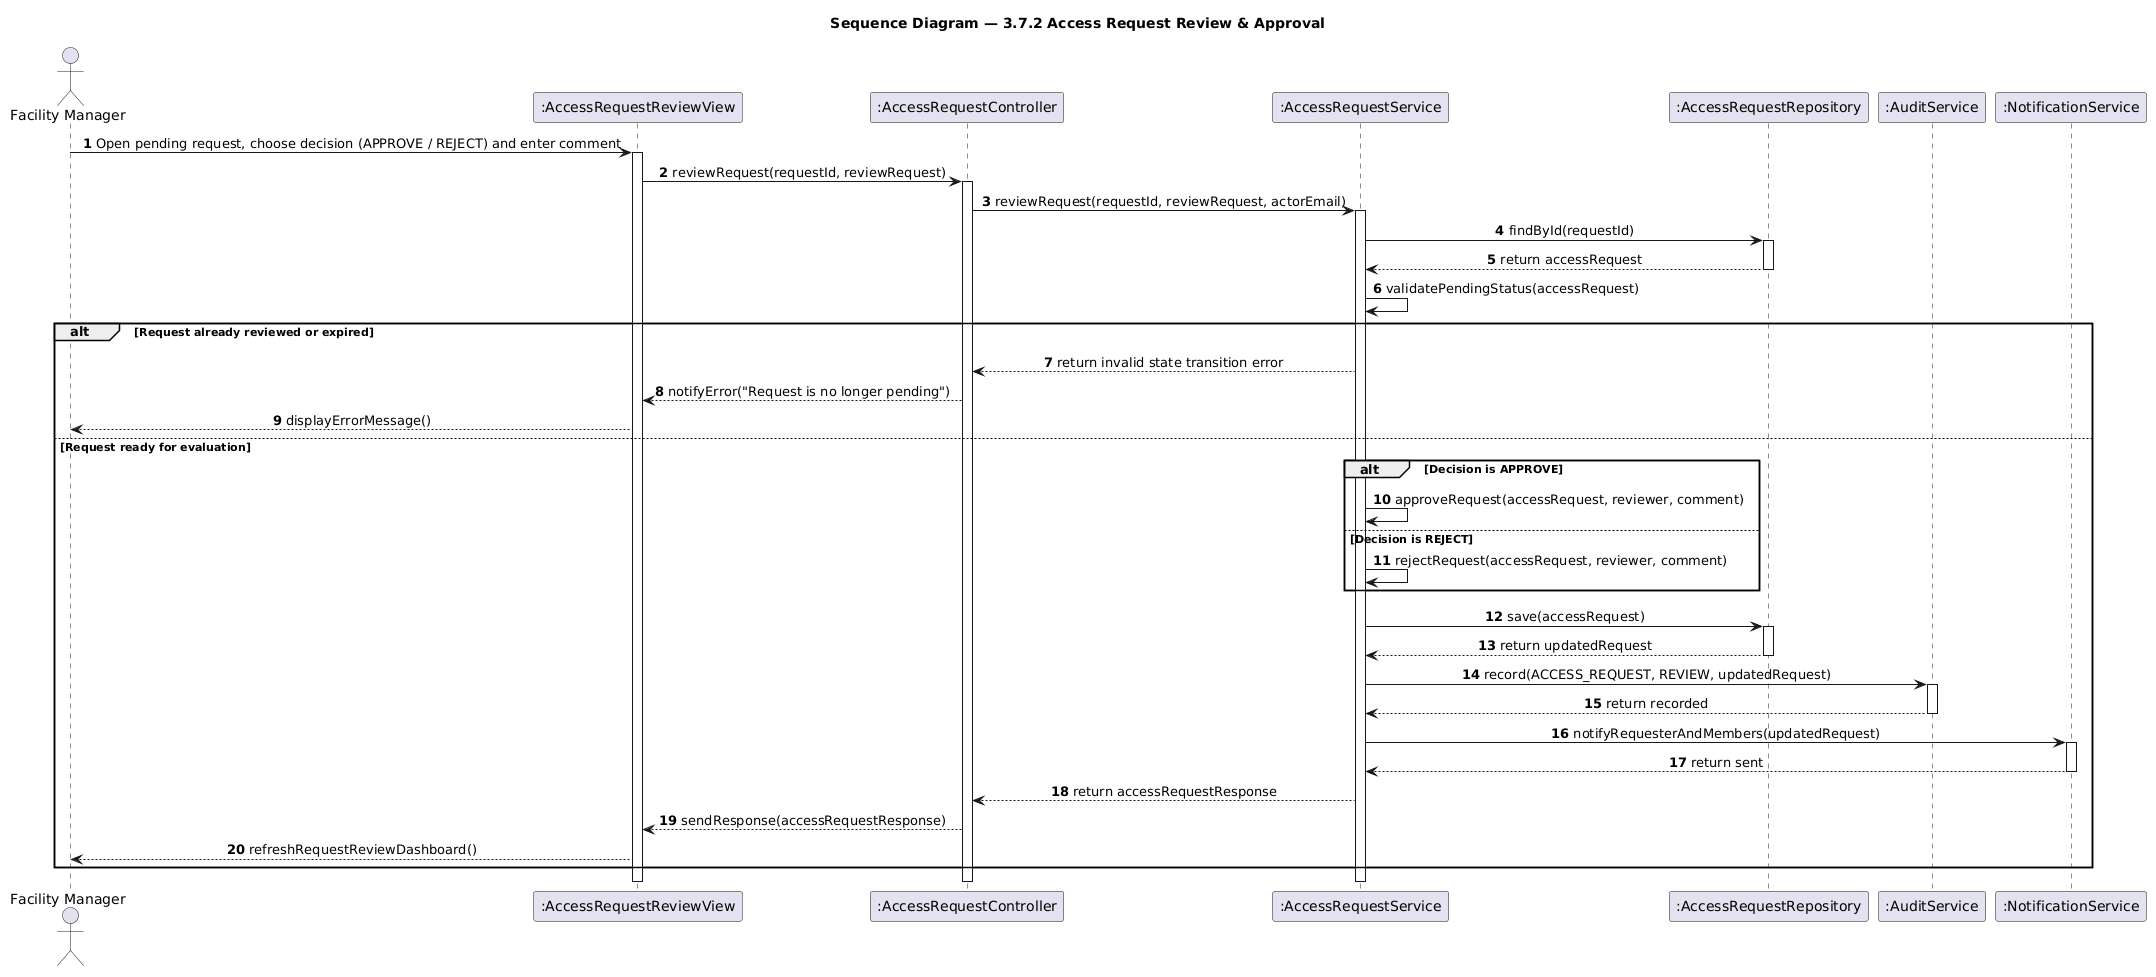 Sequence Diagram — 3.7.2 Access Request Review & Approval
Facility Manager
:AccessRequestReviewView
:AccessRequestController
:AccessRequestService
:AccessRequestRepository
:AuditService
:NotificationService
1 Open pending request, choose decision (APPROVE / REJECT) and enter comment
2 reviewRequest(requestId, reviewRequest)
3 reviewRequest(requestId, reviewRequest, actorEmail)
4 findById(requestId)
5 return accessRequest
6 validatePendingStatus(accessRequest)
alt [Request already reviewed or expired]
7 return invalid state transition error
8 notifyError("Request is no longer pending")
9 displayErrorMessage()
[Request ready for evaluation]
alt [Decision is APPROVE]
10 approveRequest(accessRequest, reviewer, comment)
[Decision is REJECT]
11 rejectRequest(accessRequest, reviewer, comment)
12 save(accessRequest)
13 return updatedRequest
14 record(ACCESS_REQUEST, REVIEW, updatedRequest)
15 return recorded
16 notifyRequesterAndMembers(updatedRequest)
17 return sent
18 return accessRequestResponse
19 sendResponse(accessRequestResponse)
20 refreshRequestReviewDashboard()
Facility Manager
:AccessRequestReviewView
:AccessRequestController
:AccessRequestService
:AccessRequestRepository
:AuditService
:NotificationService